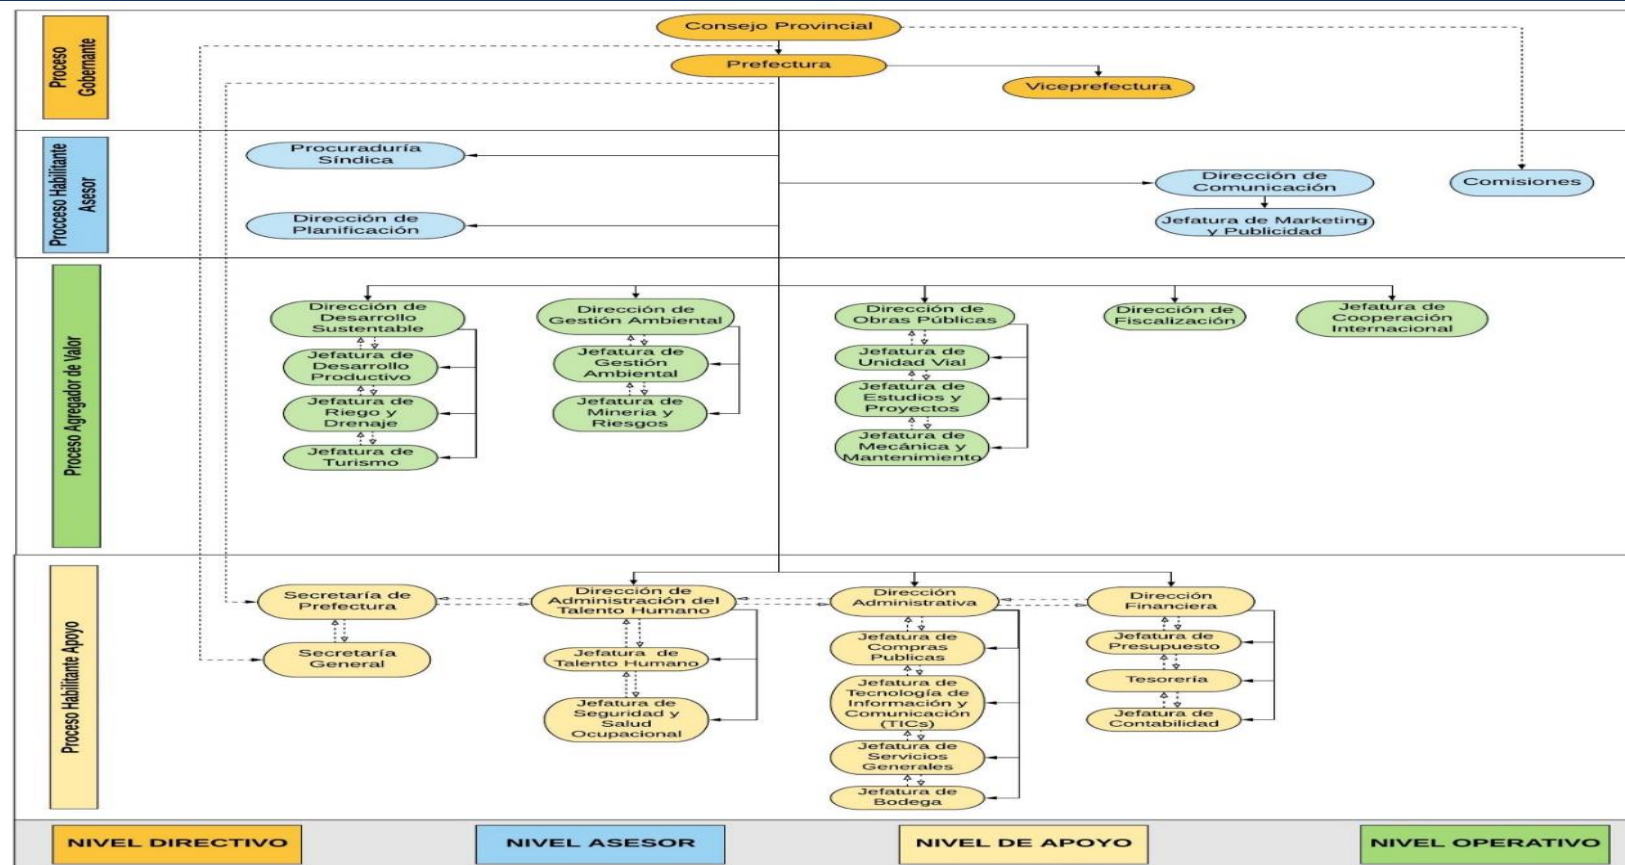 Proceso
Gobernante
Consejo Provincial
Prefectura
Viceprefectura
Procceso Habilitante
Asesor
Procuraduría
Síndica
Dirección de
Planificación
Dirección de
Comunicación
Jefatura de Marketing
y Publicidad
Comisiones
Proceso Agregador de Valor
Dirección de
Desarrollo
Sustentable
Jefatura de
Desarrollo
Productivo
Jefatura de
Riego y
Drenaje
Jefatura de
Turismo
Dirección de
Gestión Ambiental
Jefatura de
Gestión
Ambiental
Jefatura de
Mineria y
Riesgos
Dirección de
Obras Públicas
Jefatura de
Unidad Vial
Jefatura de
Estudios y
Proyectos
Jefatura de
Mecánica y
Mantenimiento
Dirección de
Fiscalización
Jefatura de
Cooperación
Internacional
Proceso Habilitante Apoyo
Secretaría de
Prefectura
Secretaría
General
Dirección de
Administración del
Talento Humano
Jefatura de
Talento Humano
Jefatura de
Seguridad y
Salud
Ocupacional
Dirección
Administrativa
Jefatura de
Compras
Publicas
Jefatura de
Tecnología de
Información y
Comunicación
(TICs)
Jefatura de
Servicios
Generales
Jefatura de
Bodega
Dirección
Financiera
Jefatura de
Presupuesto
Tesorería
Jefatura de
Contabilidad
NIVEL DIRECTIVO
NIVEL ASESOR
NIVEL DE APOYO
NIVEL OPERATIVO